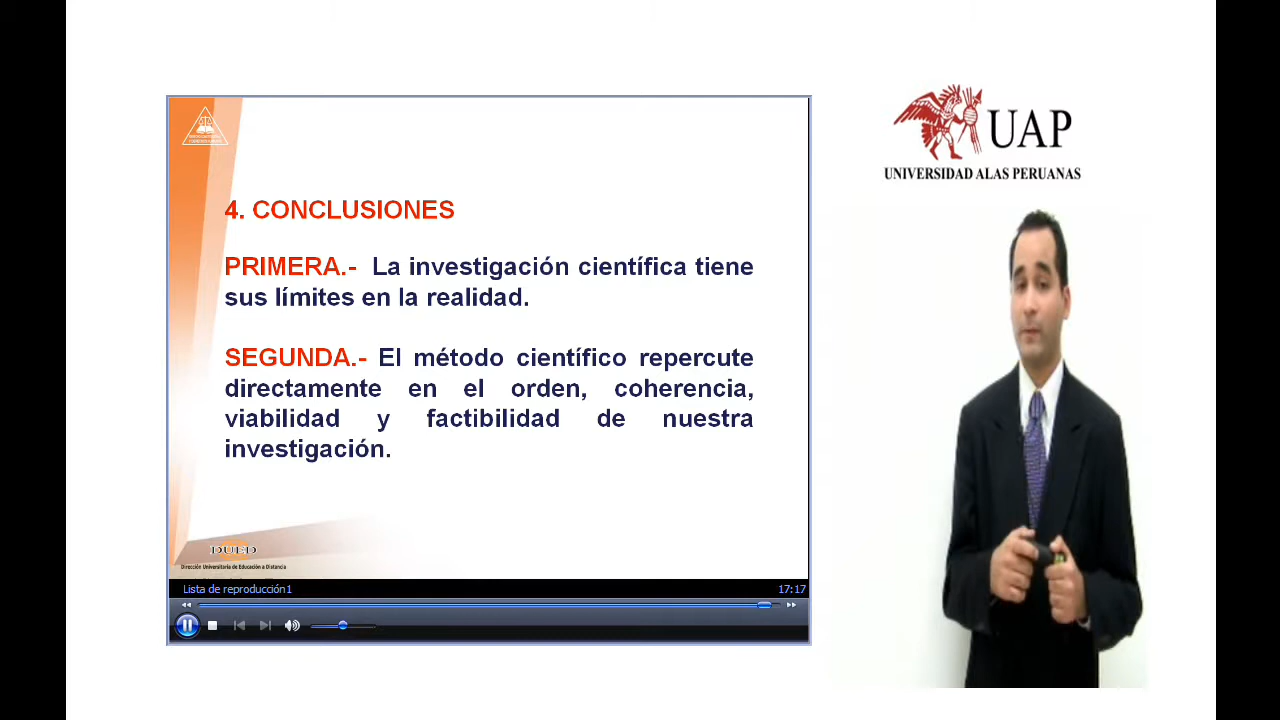 UAP
UNIVERSIDAD ALAS PERUANAS
4. CONCLUSIONES
PRIMERA.- La investigación científica tiene
sus límites en la realidad.
SEGUNDA.- El método científico repercute
directamente en el orden, coherencia,
viabilidad y factibilidad de nuestra
investigación.
DUED
Dirección Universitaria de Educación a Distancia
Lista de reproducción1
17:17